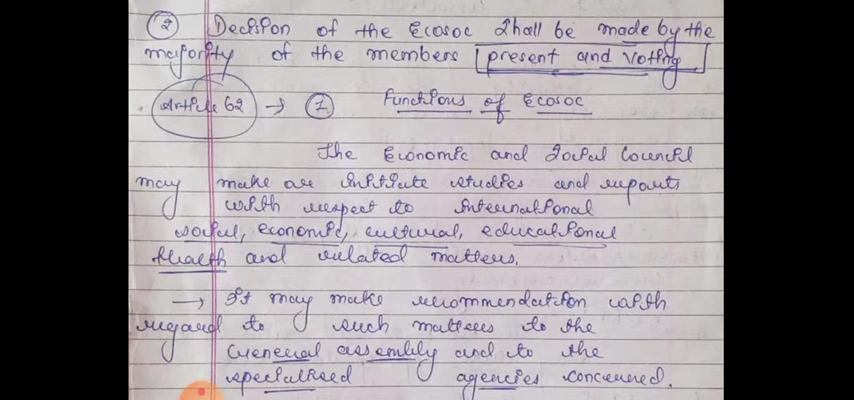 ② Decision of the Ecosoc shall be made by the
majority of the members [present and voting]
Article 62 → ① Functions of Ecosoc
The Economic and Social Council
may make are initiate studies and reports
with respect to international
social, economic, cultural, educational
Health and related matters.
→ It may make recommendation with
regard to such matters to the
General assembly and to the
specialised agencies concerned.